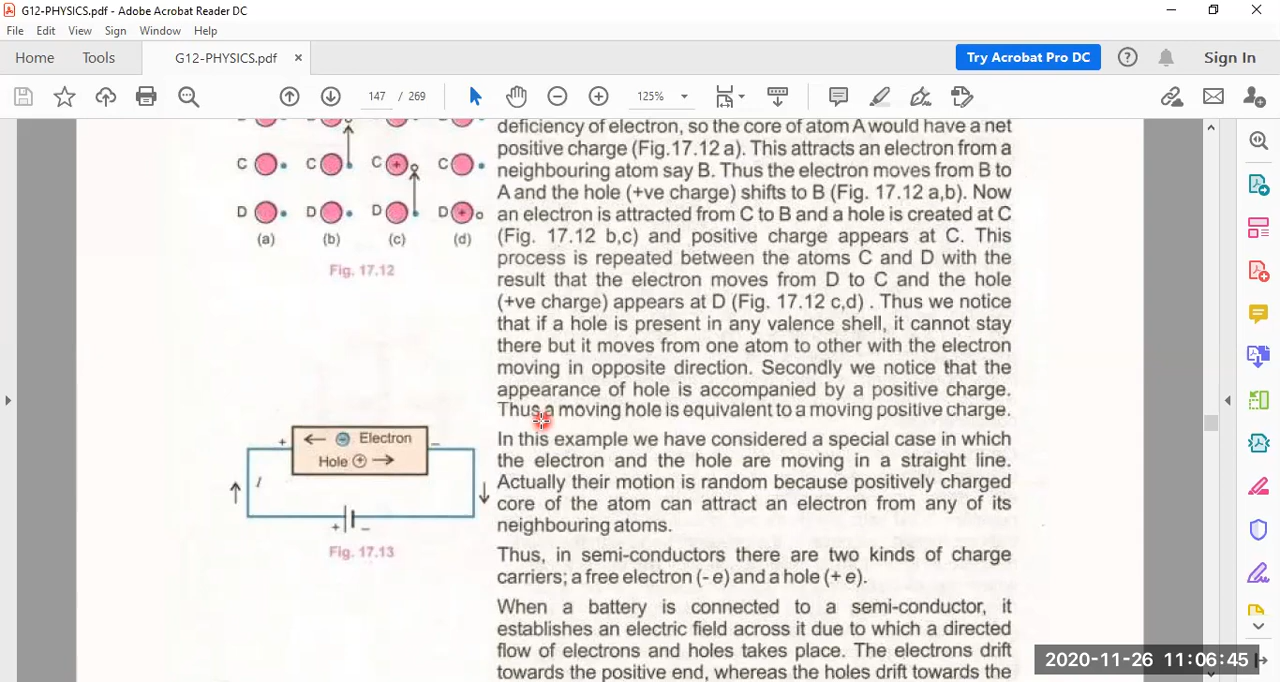 G12-PHYSICS.pdf - Adobe Acrobat Reader DC
File Edit View Sign Window Help
Home Tools G12-PHYSICS.pdf × Try Acrobat Pro DC Sign In
147 / 269 125%
deficiency of electron, so the core of atom A would have a net
positive charge (Fig.17.12 a). This attracts an electron from a
neighbouring atom say B. Thus the electron moves from B to
A and the hole (+ve charge) shifts to B (Fig. 17.12 a,b). Now
an electron is attracted from C to B and a hole is created at C
(Fig. 17.12 b,c) and positive charge appears at C. This
process is repeated between the atoms C and D with the
result that the electron moves from D to C and the hole
(+ve charge) appears at D (Fig. 17.12 c,d) . Thus we notice
that if a hole is present in any valence shell, it cannot stay
there but it moves from one atom to other with the electron
moving in opposite direction. Secondly we notice that the
appearance of hole is accompanied by a positive charge.
Thus a moving hole is equivalent to a moving positive charge.
C C C + C
D D D D +
(a) (b) (c) (d)
Fig. 17.12
+ ← - Electron −
Hole + →
I
+ −
Fig. 17.13
In this example we have considered a special case in which
the electron and the hole are moving in a straight line.
Actually their motion is random because positively charged
core of the atom can attract an electron from any of its
neighbouring atoms.
Thus, in semi-conductors there are two kinds of charge
carriers; a free electron (- e) and a hole (+ e).
When a battery is connected to a semi-conductor, it
establishes an electric field across it due to which a directed
flow of electrons and holes takes place. The electrons drift
towards the positive end, whereas the holes drift towards the
2020-11-26 11:06:45